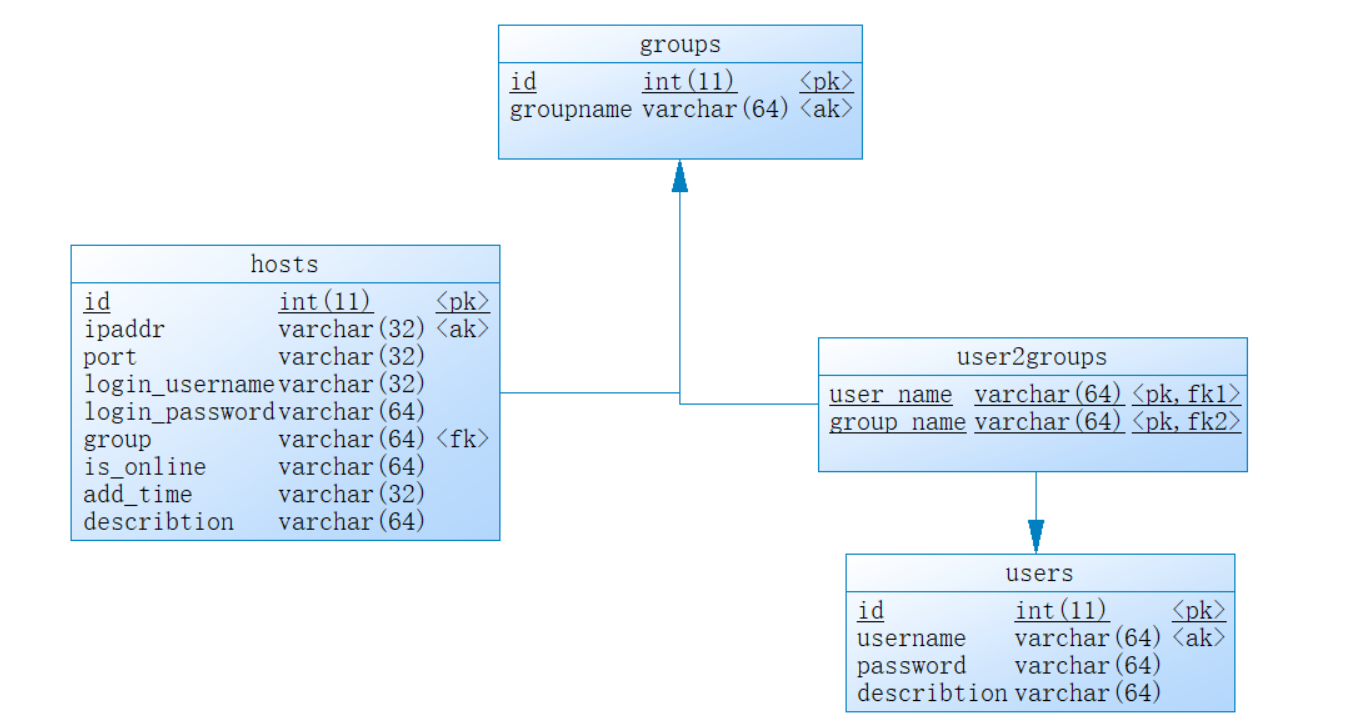 groups
id int(11) <pk>
groupname varchar(64) <ak>
hosts
id int(11) <pk>
ipaddr varchar(32) <ak>
port varchar(32)
login_username varchar(32)
login_password varchar(64)
group varchar(64) <fk>
is_online varchar(64)
add_time varchar(32)
describtion varchar(64)
user2groups
user_name varchar(64) <pk,fk1>
group_name varchar(64) <pk,fk2>
users
id int(11) <pk>
username varchar(64) <ak>
password varchar(64)
describtion varchar(64)